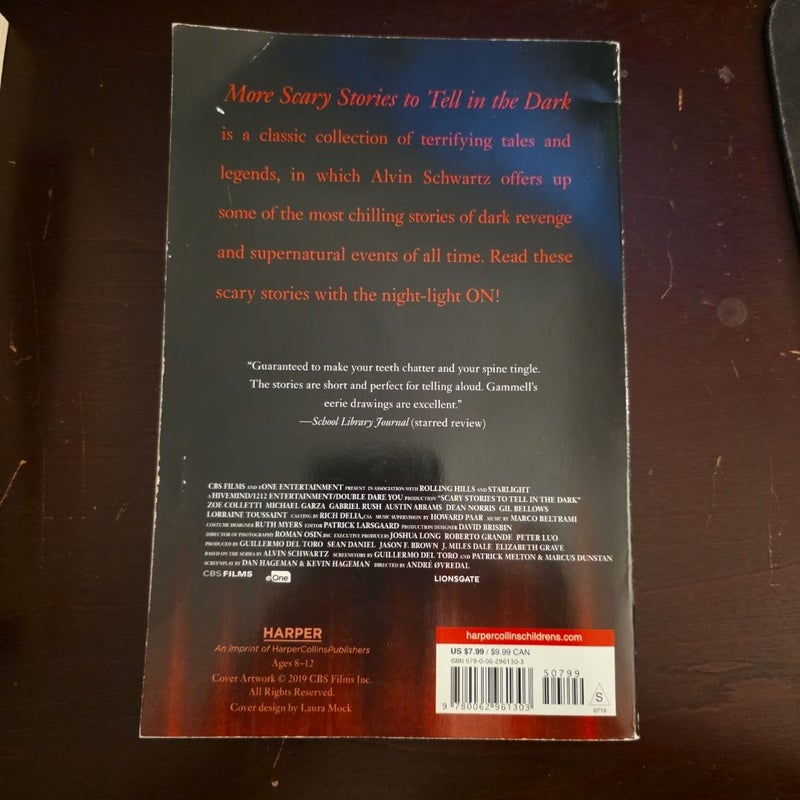 More Scary Stories to Tell in the Dark
is a classic collection of terrifying tales and
legends, in which Alvin Schwartz offers up
some of the most chilling stories of dark revenge
and supernatural events of all time. Read these
scary stories with the night-light ON!
“Guaranteed to make your teeth chatter and your spine tingle.
The stories are short and perfect for telling aloud. Gammell’s
eerie drawings are excellent.”
—School Library Journal (starred review)
CBS FILMS AND EONE ENTERTAINMENT PRESENT IN ASSOCIATION WITH ROLLING HILLS AND STARLIGHT
A HIVEMIND/1212 ENTERTAINMENT/DOUBLE DARE YOU PRODUCTION “SCARY STORIES TO TELL IN THE DARK”
ZOE COLLETTI MICHAEL GARZA GABRIEL RUSH AUSTIN ABRAMS DEAN NORRIS GIL BELLOWS
LORRAINE TOUSSAINT CASTING BY RICH DELIA, CSA MUSIC SUPERVISION BY HOWARD PAAR MUSIC BY MARCO BELTRAMI
COSTUME DESIGNER RUTH MYERS EDITOR PATRICK LARSGAARD PRODUCTION DESIGNER DAVID BRISBIN
DIRECTOR OF PHOTOGRAPHY ROMAN OSIN, BSC EXECUTIVE PRODUCERS JOSHUA LONG ROBERTO GRANDE PETER LUO
PRODUCED BY GUILLERMO DEL TORO SEAN DANIEL JASON F. BROWN J. MILES DALE ELIZABETH GRAVE
BASED ON THE SERIES BY ALVIN SCHWARTZ SCREEN STORY BY GUILLERMO DEL TORO AND PATRICK MELTON & MARCUS DUNSTAN
SCREENPLAY BY DAN HAGEMAN & KEVIN HAGEMAN DIRECTED BY ANDRÉ ØVREDAL
CBS FILMS eOne LIONSGATE
HARPER
An Imprint of HarperCollinsPublishers
Ages 8–12
Cover Artwork © 2019 CBS Films Inc.
All Rights Reserved.
Cover design by Laura Mock
harpercollinschildrens.com
US $7.99 / $9.99 CAN
ISBN 978-0-06-296130-3
50799
9 780062 961303
S
0719